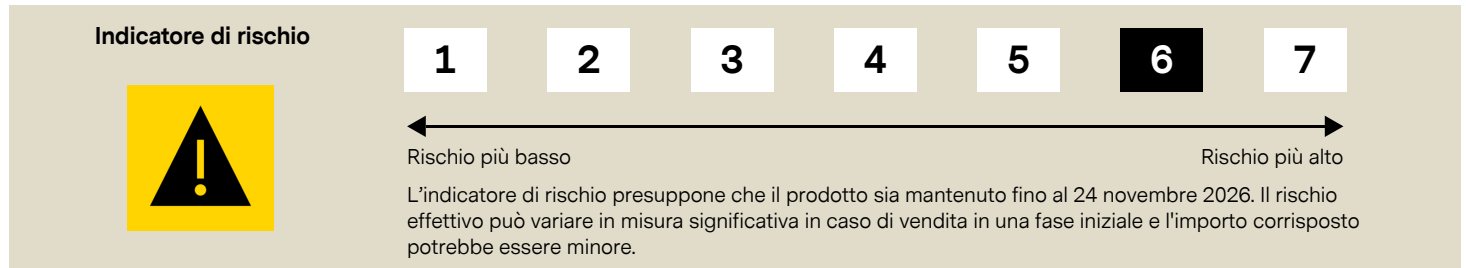 Indicatore di rischio
1 2 3 4 5 6 7
Rischio più basso Rischio più alto
L’indicatore di rischio presuppone che il prodotto sia mantenuto fino al 24 novembre 2026. Il rischio
effettivo può variare in misura significativa in caso di vendita in una fase iniziale e l'importo corrisposto
potrebbe essere minore.